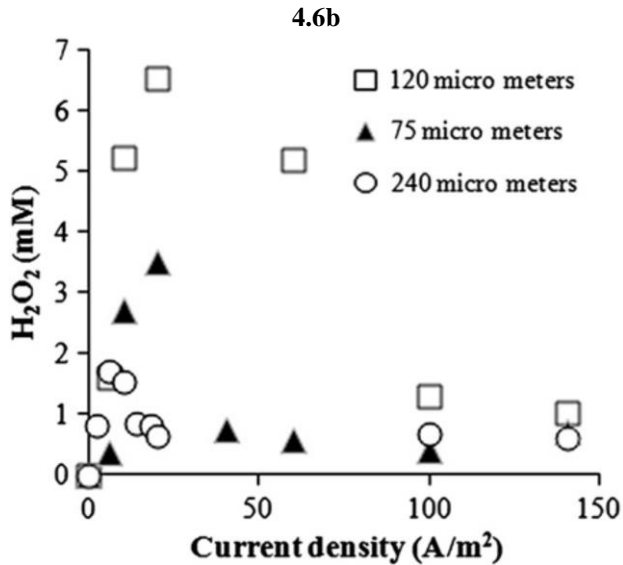 4.6b
7
6
5
4
3
2
1
0
H₂O₂ (mM)
120 micro meters
75 micro meters
240 micro meters
0
50
100
150
Current density (A/m²)